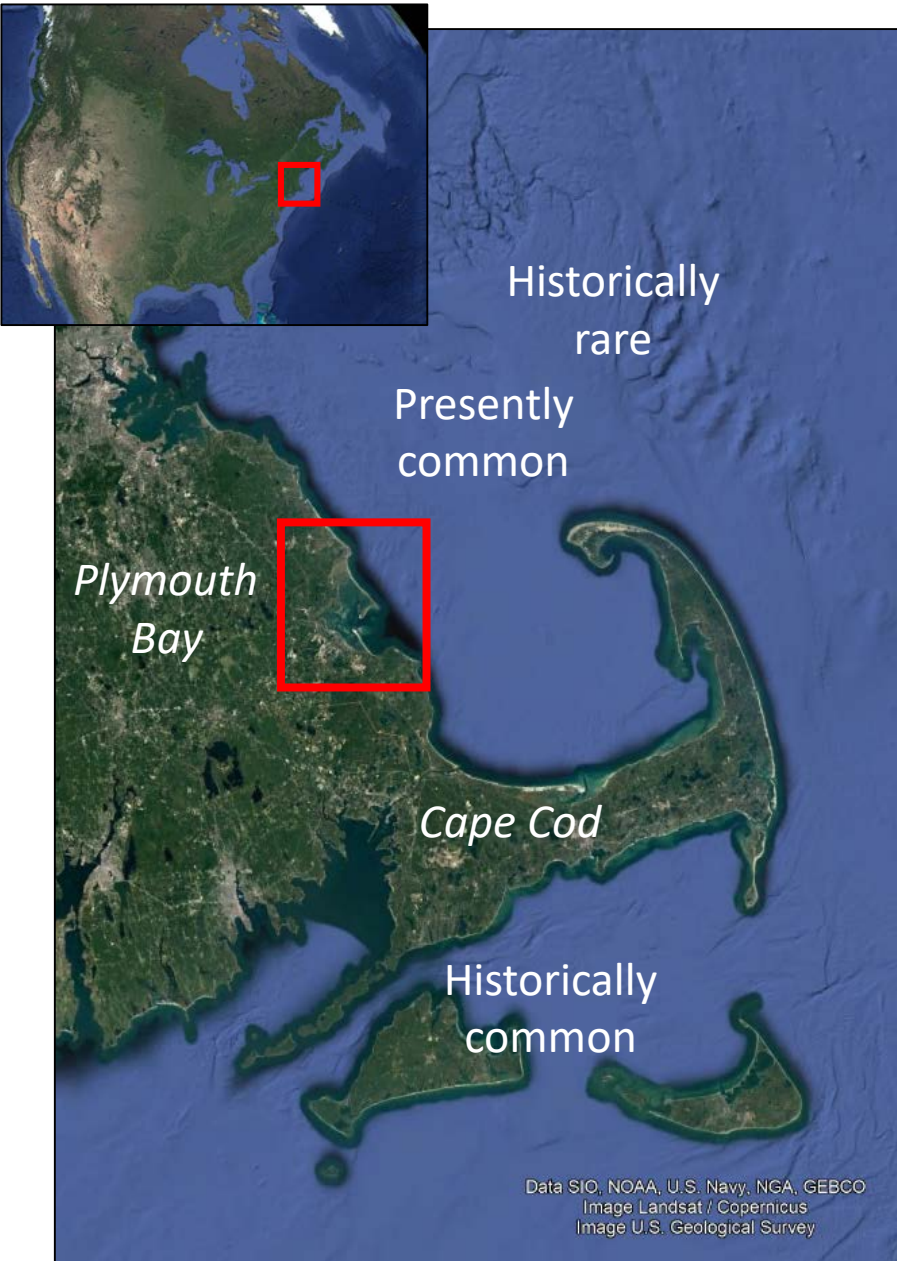 Historically
rare
Presently
common
Plymouth
Bay
Cape Cod
Historically
common
Data SIO, NOAA, U.S. Navy, NGA, GEBCO
Image Landsat / Copernicus
Image U.S. Geological Survey